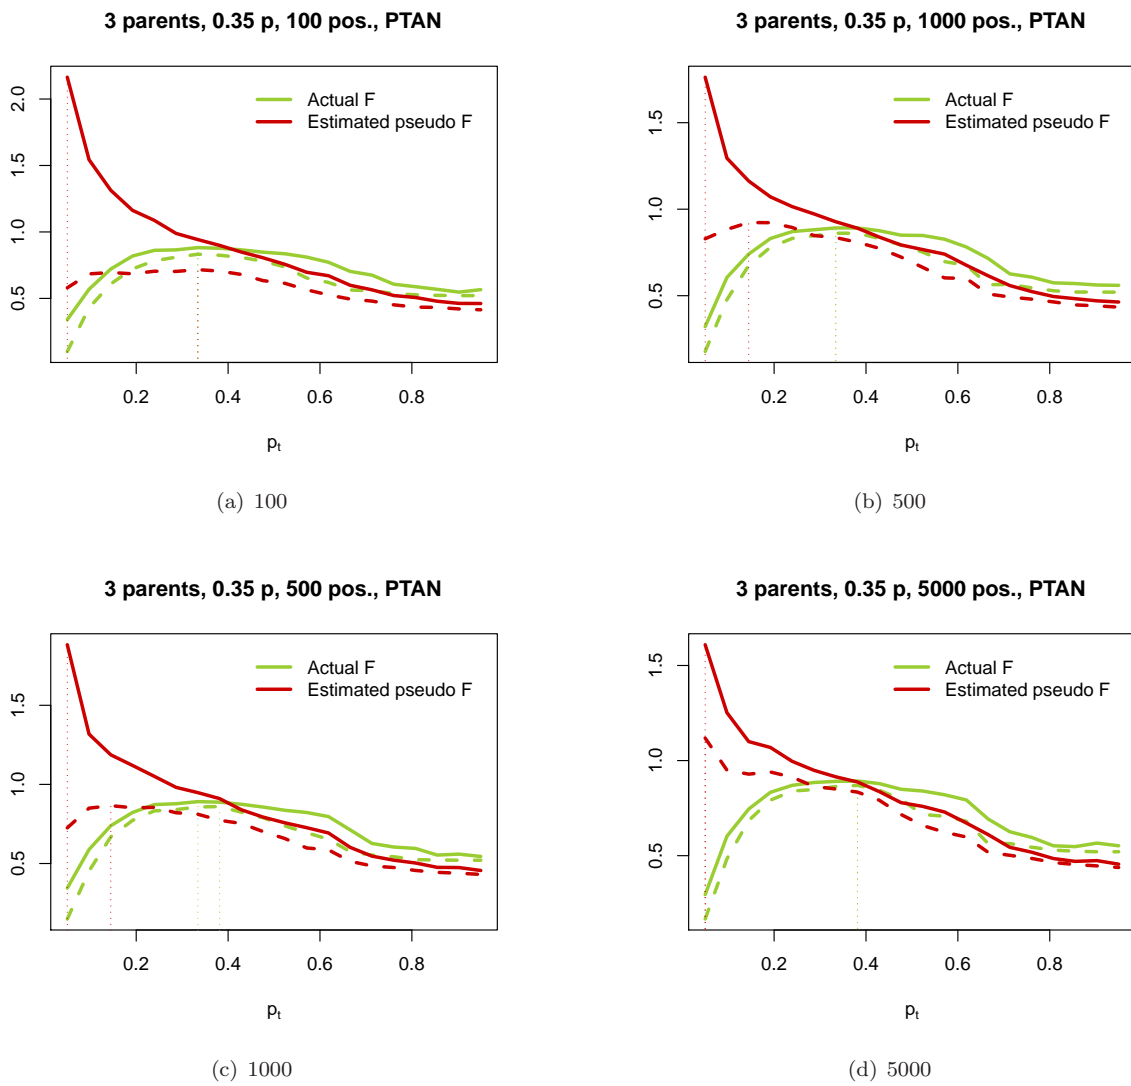 3 parents, 0.35 p, 100 pos., PTAN
Actual F
Estimated pseudo F
0.5
1.0
1.5
2.0
0.2 0.4 0.6 0.8
pt
(a) 100
3 parents, 0.35 p, 1000 pos., PTAN
Actual F
Estimated pseudo F
0.5
1.0
1.5
0.2 0.4 0.6 0.8
pt
(b) 500
3 parents, 0.35 p, 500 pos., PTAN
Actual F
Estimated pseudo F
0.5
1.0
1.5
0.2 0.4 0.6 0.8
pt
(c) 1000
3 parents, 0.35 p, 5000 pos., PTAN
Actual F
Estimated pseudo F
0.5
1.0
1.5
0.2 0.4 0.6 0.8
pt
(d) 5000